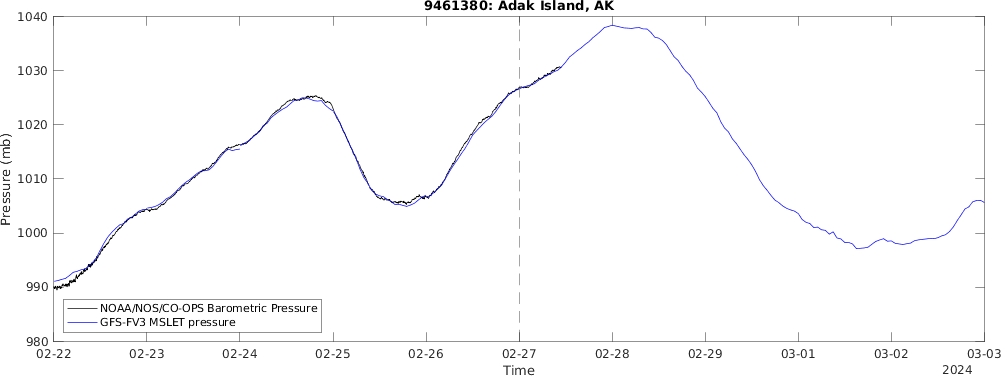 9461380: Adak Island, AK
1040
1030
1020
1010
1000
990
980
Pressure (mb)
NOAA/NOS/CO-OPS Barometric Pressure
GFS-FV3 MSLET pressure
02-22 02-23 02-24 02-25 02-26 02-27 02-28 02-29 03-01 03-02 03-03
Time
2024